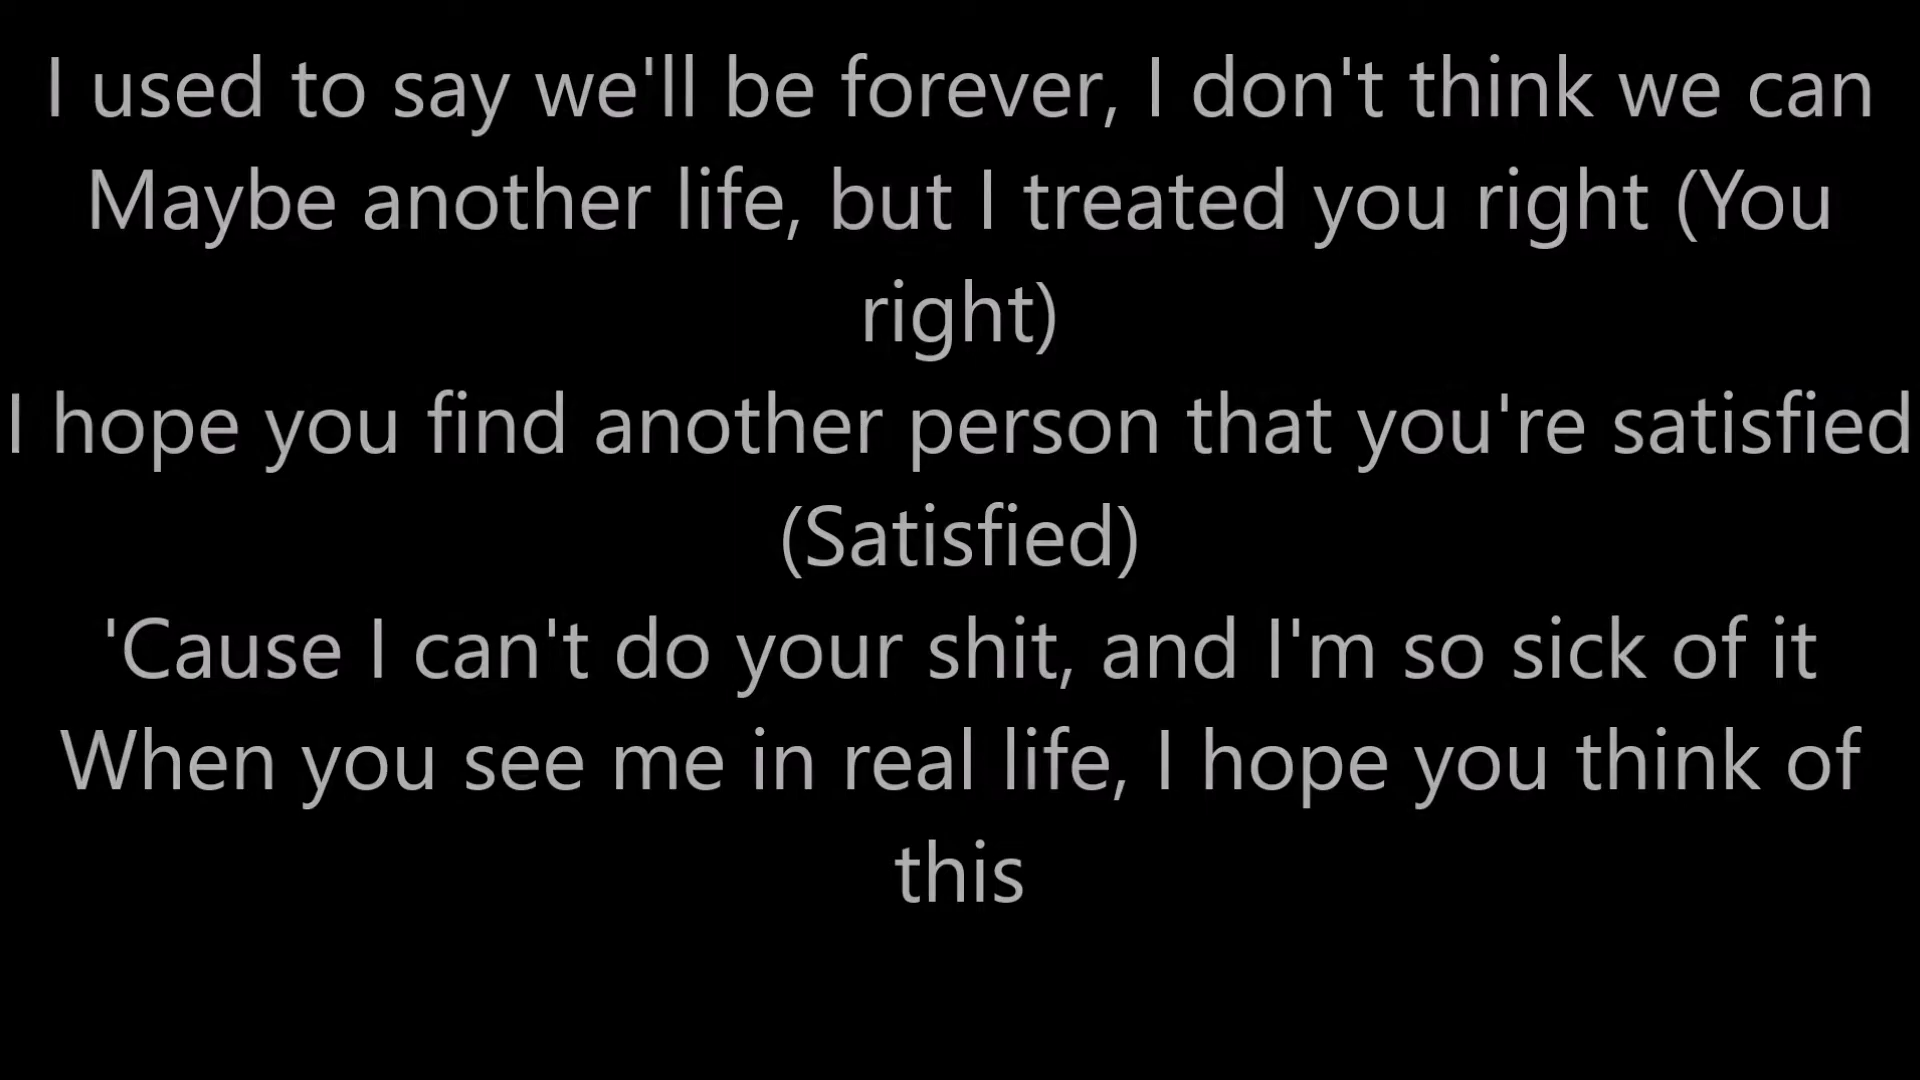 I used to say we'll be forever, I don't think we can
Maybe another life, but I treated you right (You
right)
I hope you find another person that you're satisfied
(Satisfied)
'Cause I can't do your shit, and I'm so sick of it
When you see me in real life, I hope you think of
this